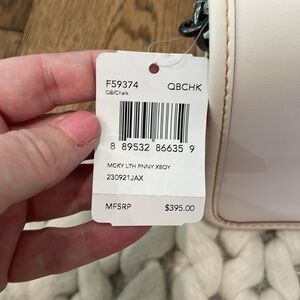 F59374 QBCHK
QB/Chalk
8 89532 86635 9
MCKY LTH PNNY XBDY
230921JAX
MFSRP $395.00